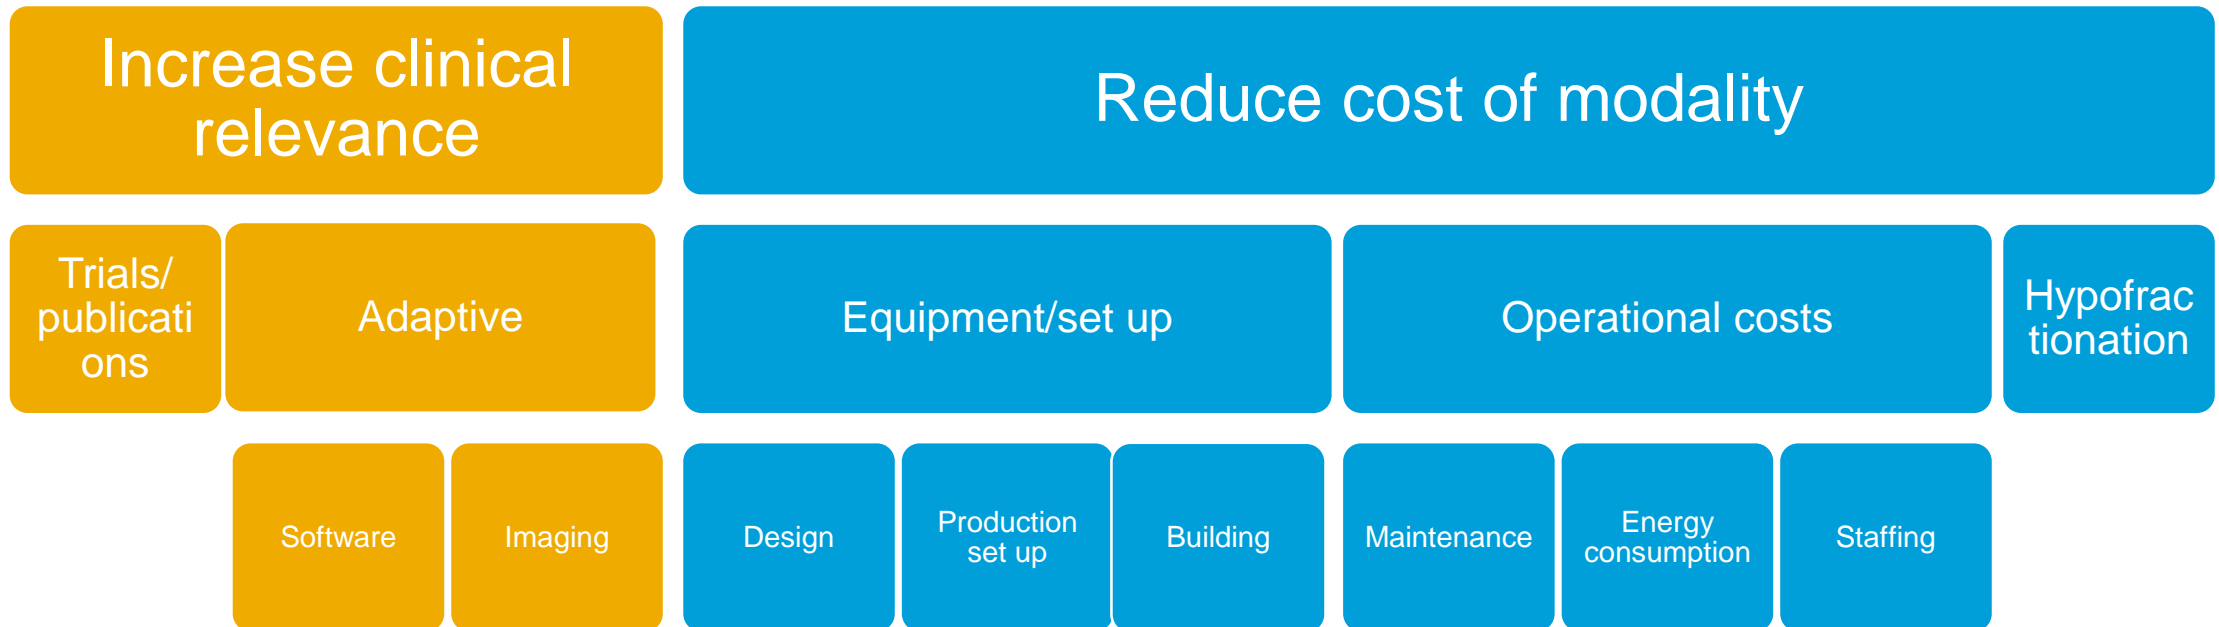 Increase clinical
relevance
Reduce cost of modality
Trials/
publicati
ons
Adaptive
Equipment/set up
Operational costs
Hypofrac
tionation
Software
Imaging
Design
Production
set up
Building
Maintenance
Energy
consumption
Staffing